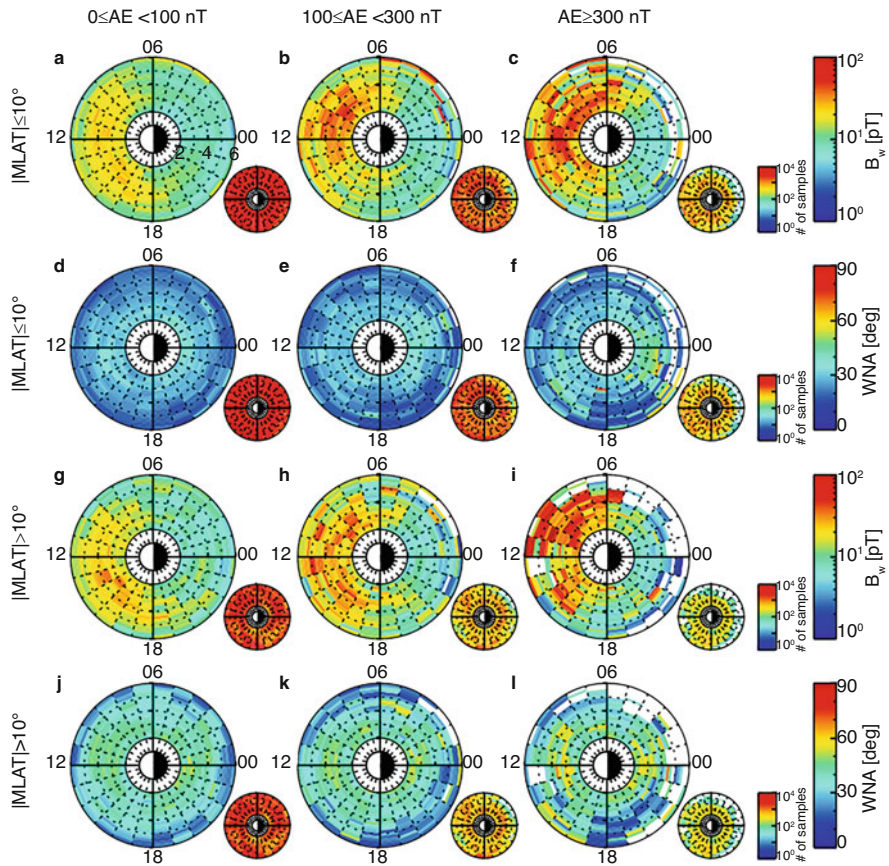 0≤AE <100 nT 100≤AE <300 nT AE≥300 nT
|MLAT|≤10°
a 06 12 00 18 2 4 6
b 06 12 00 18
c 06 12 00 18
10⁴ 10² 10⁰ # of samples
10² 10¹ 10⁰ B_w [pT]
|MLAT|≤10°
d 06 12 00 18
e 06 12 00 18
f 06 12 00 18
10⁴ 10² 10⁰ # of samples
90 60 30 0 WNA [deg]
|MLAT|>10°
g 06 12 00 18
h 06 12 00 18
i 06 12 00 18
10⁴ 10² 10⁰ # of samples
10² 10¹ 10⁰ B_w [pT]
|MLAT|>10°
j 06 12 00 18
k 06 12 00 18
l 06 12 00 18
10⁴ 10² 10⁰ # of samples
90 60 30 0 WNA [deg]